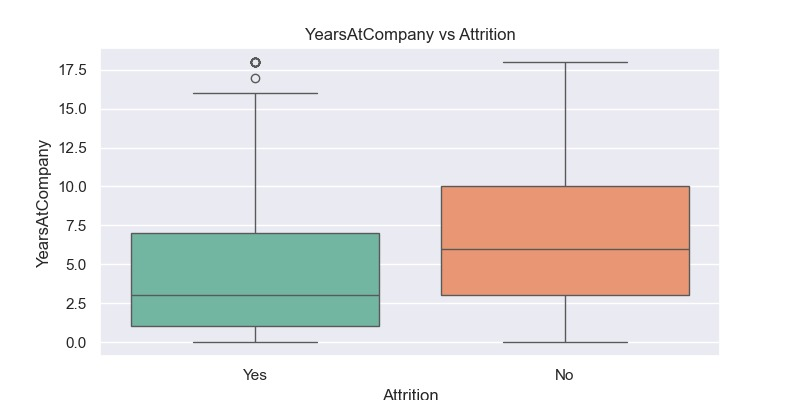 YearsAtCompany vs Attrition
17.5
15.0
12.5
10.0
7.5
5.0
2.5
0.0
YearsAtCompany
Yes No
Attrition